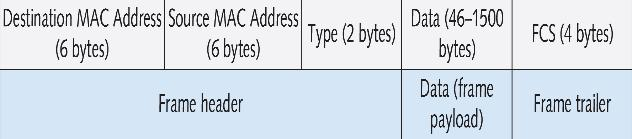 Destination MAC Address
(6 bytes)
Source MAC Address
(6 bytes)
Type (2 bytes)
Data (46–1500
bytes)
FCS (4 bytes)
Frame header
Data (frame
payload)
Frame trailer